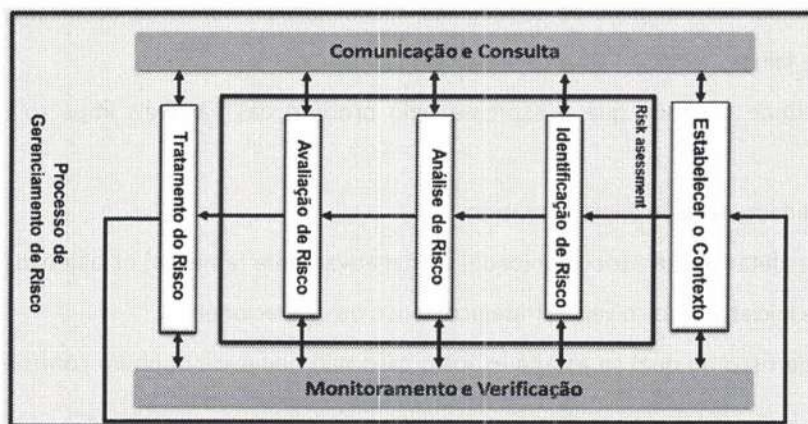 Comunicação e Consulta
Estabelecer o Contexto
Risk asessment
Identificação de Risco
Análise de Risco
Avaliação de Risco
Tratamento do Risco
Processo de
Gerenciamento de Risco
Monitoramento e Verificação